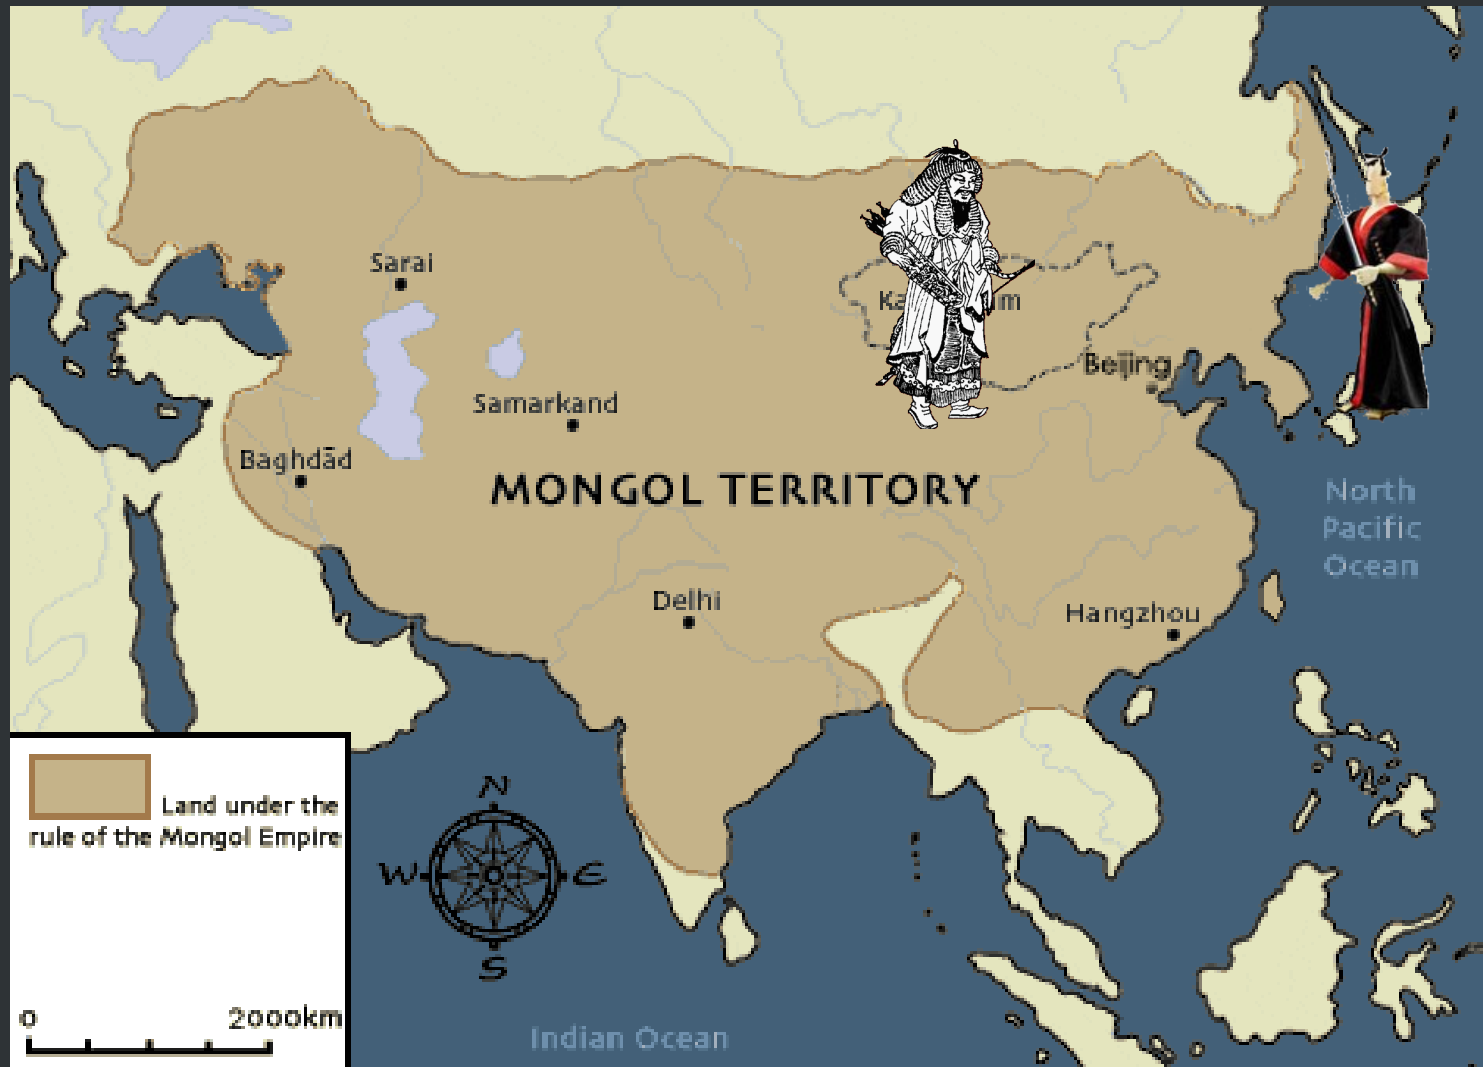 Sarai
Beijing
Samarkand
Baghdād
MONGOL TERRITORY
North
Pacific
Ocean
Delhi
Hangzhou
Land under the
rule of the Mongol Empire
N
W
E
S
0
2000km
Indian Ocean